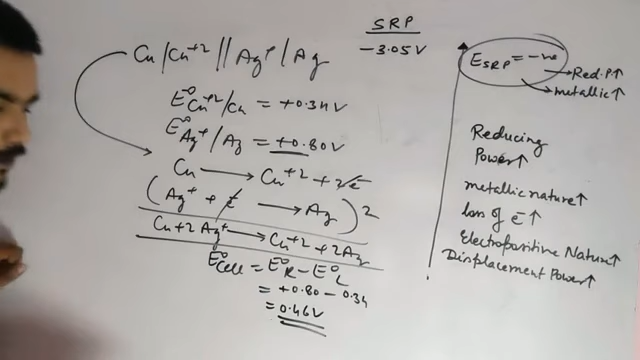 SRP
-3.05V
Cu/Cu+2//Ag+/Ag
E°Cu+2/Cu = +0.34V
E°Ag+/Ag = +0.80V
Cu → Cu+2 + 2e
(Ag+ + e → Ag)2
Cu+2Ag+ → Cu+2 + 2Ag
E°Cell = E°R - E°L
= +0.80 - 0.34
= 0.46V
ESRP = -ve
→ Red.P↑
→ metallic↑
Reducing
Power↑
metallic nature↑
loss of e↑
Electropositive Nature↑
Displacement Power↑